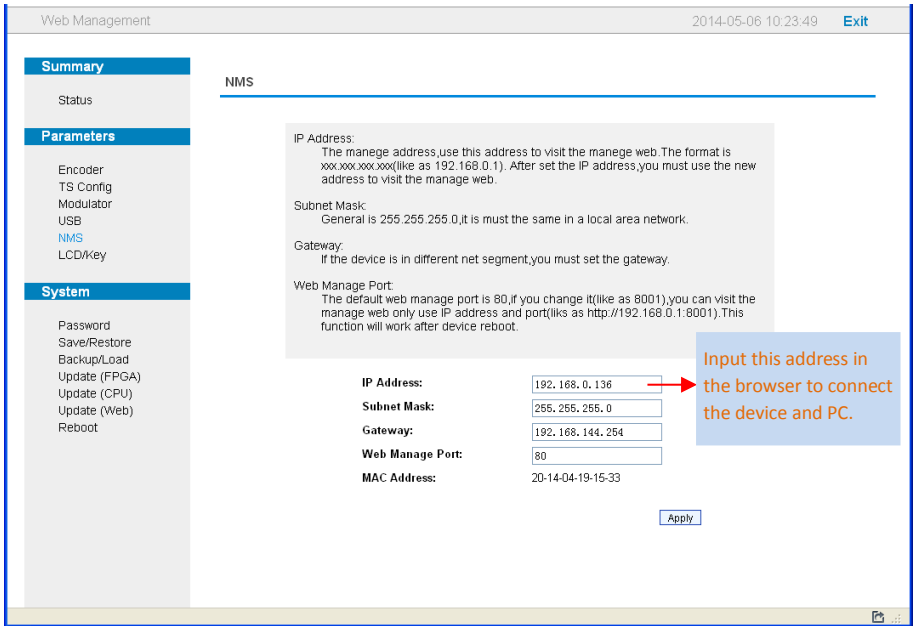 Web Management
2014-05-06 10:23:49
Exit
Summary
Status
Parameters
Encoder
TS Config
Modulator
USB
NMS
LCD/Key
System
Password
Save/Restore
Backup/Load
Update (FPGA)
Update (CPU)
Update (Web)
Reboot
NMS
IP Address:
The manege address,use this address to visit the manege web.The format is
xxx.xxx.xxx.xxx(like as 192.168.0.1). After set the IP address,you must use the new
address to visit the manage web.
Subnet Mask:
General is 255.255.255.0,it is must the same in a local area network.
Gateway:
If the device is in different net segment,you must set the gateway.
Web Manage Port:
The default web manage port is 80,if you change it(like as 8001),you can visit the
manage web only use IP address and port(liks as http://192.168.0.1:8001).This
function will work after device reboot.
IP Address:
192.168.0.136
Subnet Mask:
255.255.255.0
Gateway:
192.168.144.254
Web Manage Port:
80
MAC Address:
20-14-04-19-15-33
Apply
Input this address in
the browser to connect
the device and PC.